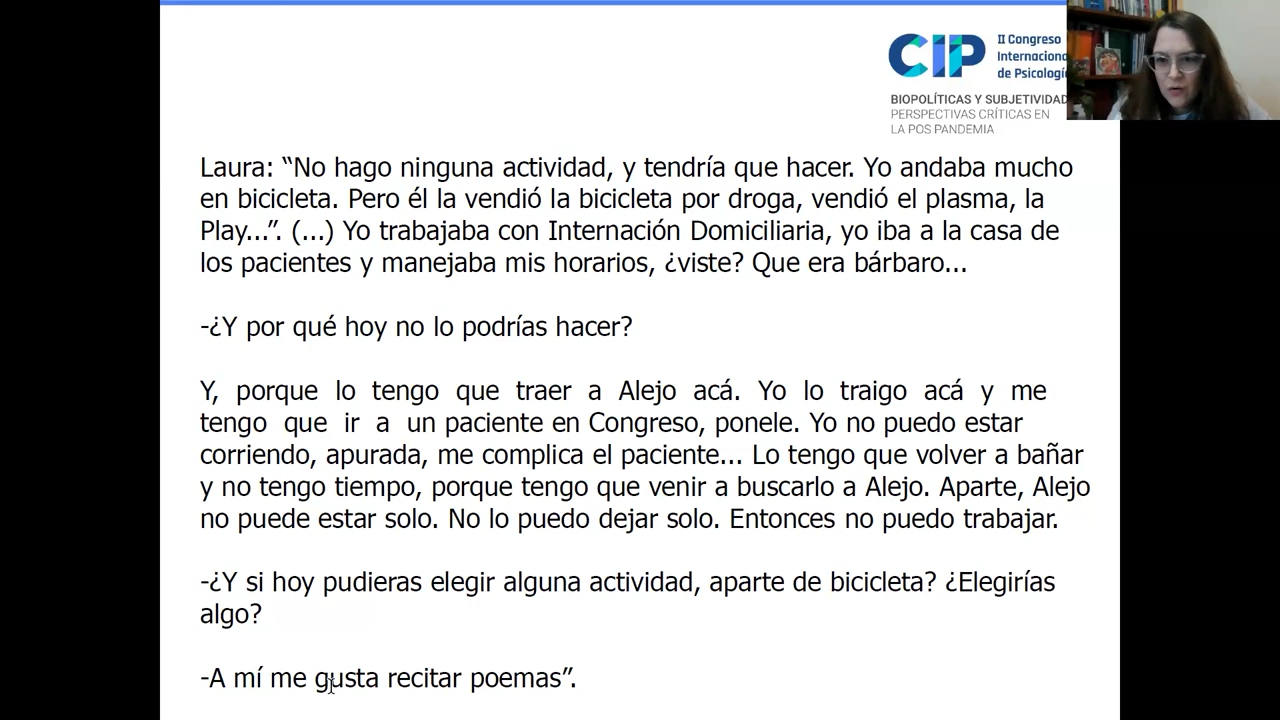 CIP
II Congreso
Internacional
de Psicología
BIOPOLÍTICAS Y SUBJETIVIDAD
PERSPECTIVAS CRÍTICAS EN
LA POS PANDEMIA
Laura: “No hago ninguna actividad, y tendría que hacer. Yo andaba mucho
en bicicleta. Pero él la vendió la bicicleta por droga, vendió el plasma, la
Play...”. (...) Yo trabajaba con Internación Domiciliaria, yo iba a la casa de
los pacientes y manejaba mis horarios, ¿viste? Que era bárbaro...
-¿Y por qué hoy no lo podrías hacer?
Y, porque lo tengo que traer a Alejo acá. Yo lo traigo acá y me
tengo que ir a un paciente en Congreso, ponele. Yo no puedo estar
corriendo, apurada, me complica el paciente... Lo tengo que volver a bañar
y no tengo tiempo, porque tengo que venir a buscarlo a Alejo. Aparte, Alejo
no puede estar solo. No lo puedo dejar solo. Entonces no puedo trabajar.
-¿Y si hoy pudieras elegir alguna actividad, aparte de bicicleta? ¿Elegirías
algo?
-A mí me gusta recitar poemas”.